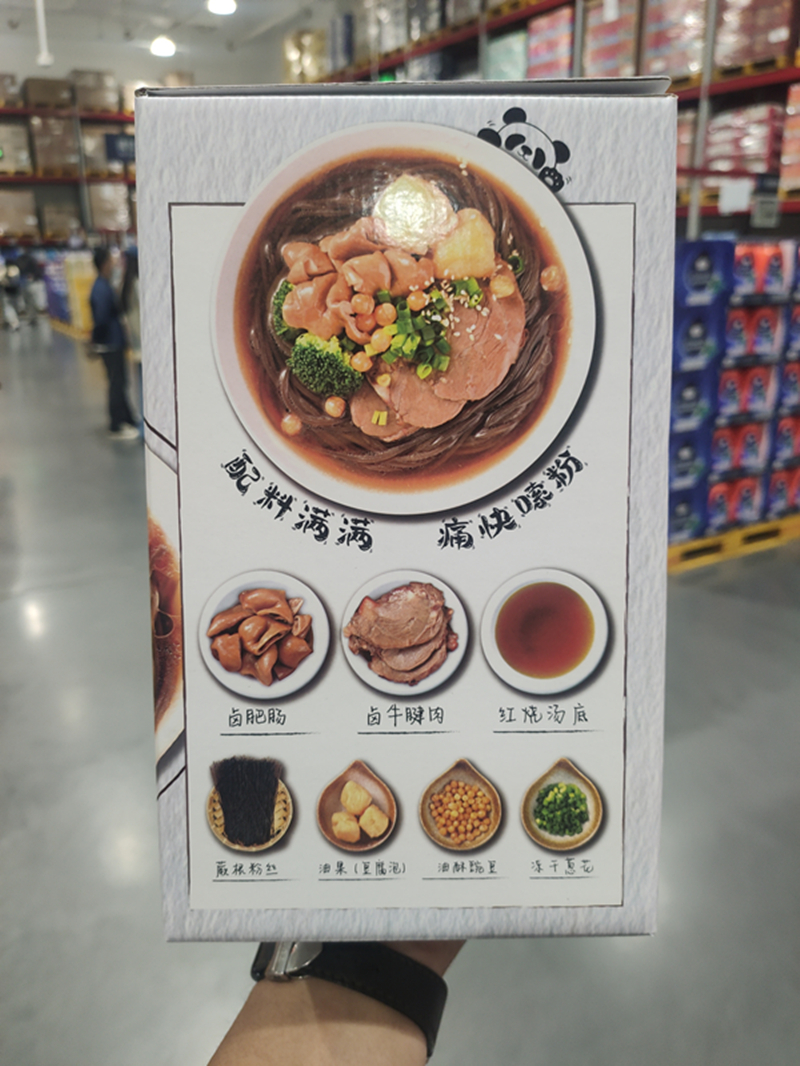 配料满满 痛快嗦粉
卤肥肠 卤牛腱肉 红烧汤底
蕨根粉丝 油果（豆腐泡） 油酥豌豆 冻干葱花